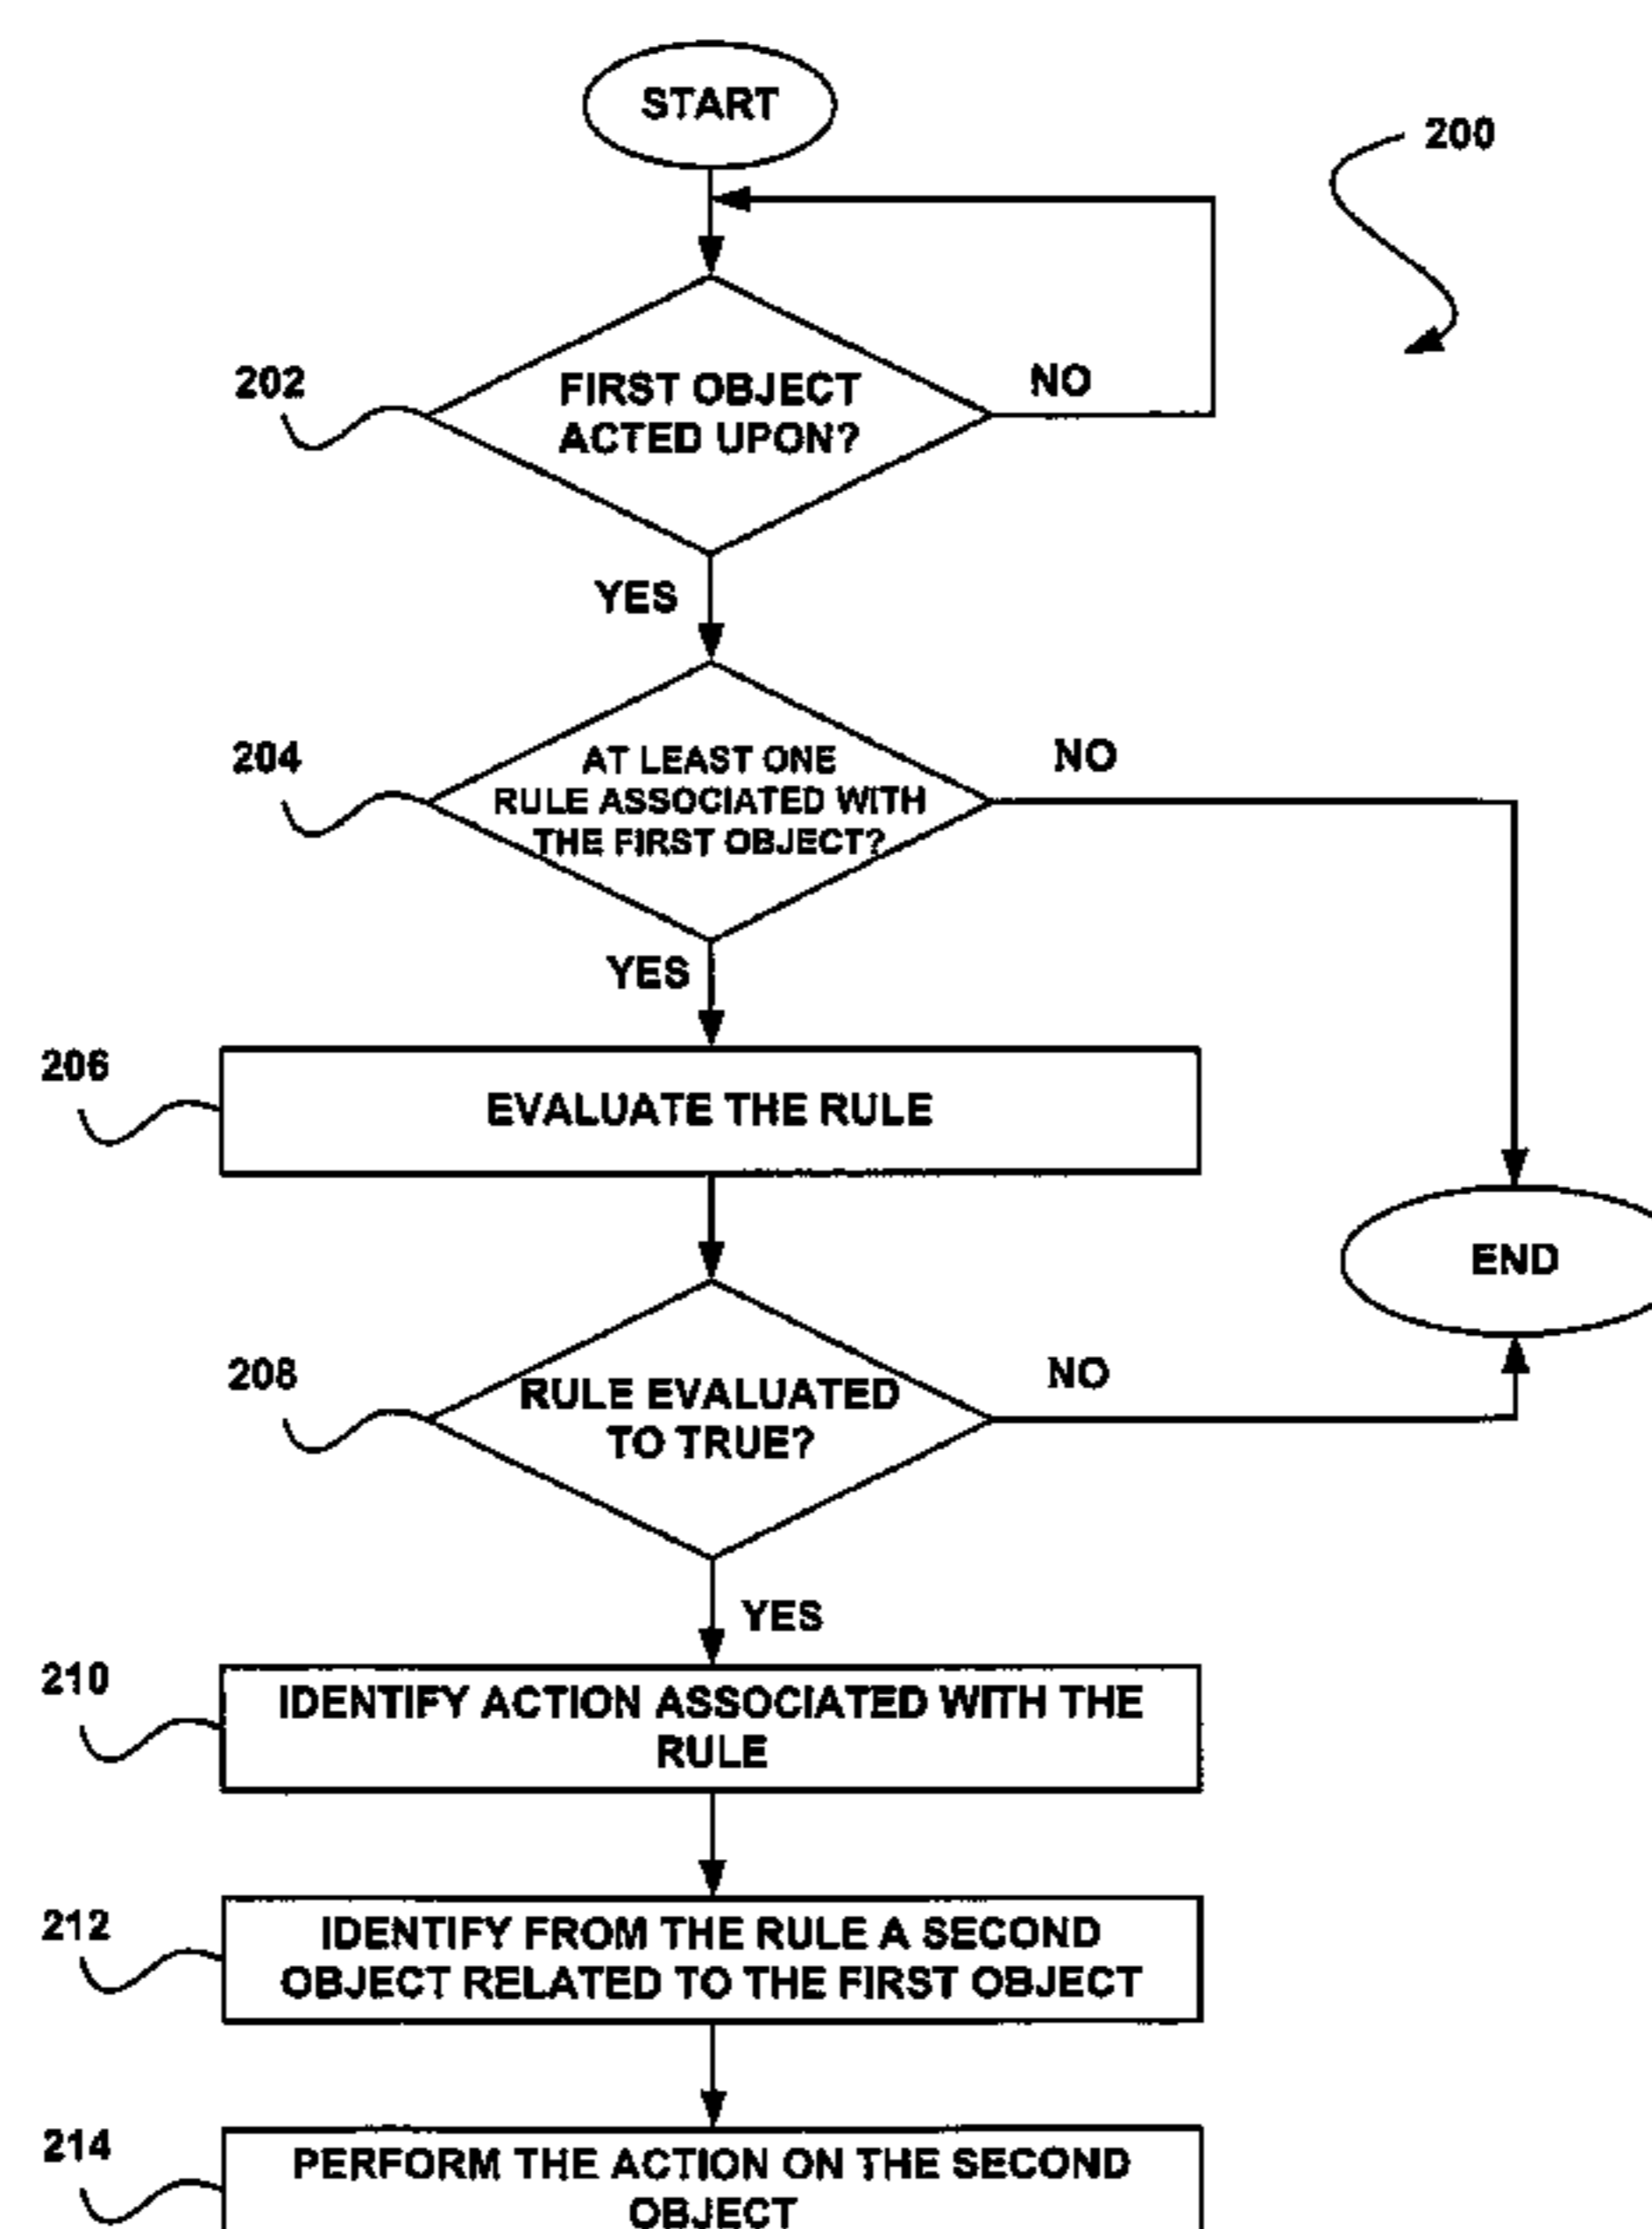 START
200
202
FIRST OBJECT
ACTED UPON?
NO
YES
204
AT LEAST ONE
RULE ASSOCIATED WITH
THE FIRST OBJECT?
NO
YES
206
EVALUATE THE RULE
END
208
RULE EVALUATED
TO TRUE?
NO
YES
210
IDENTIFY ACTION ASSOCIATED WITH THE
RULE
212
IDENTIFY FROM THE RULE A SECOND
OBJECT RELATED TO THE FIRST OBJECT
214
PERFORM THE ACTION ON THE SECOND
OBJECT